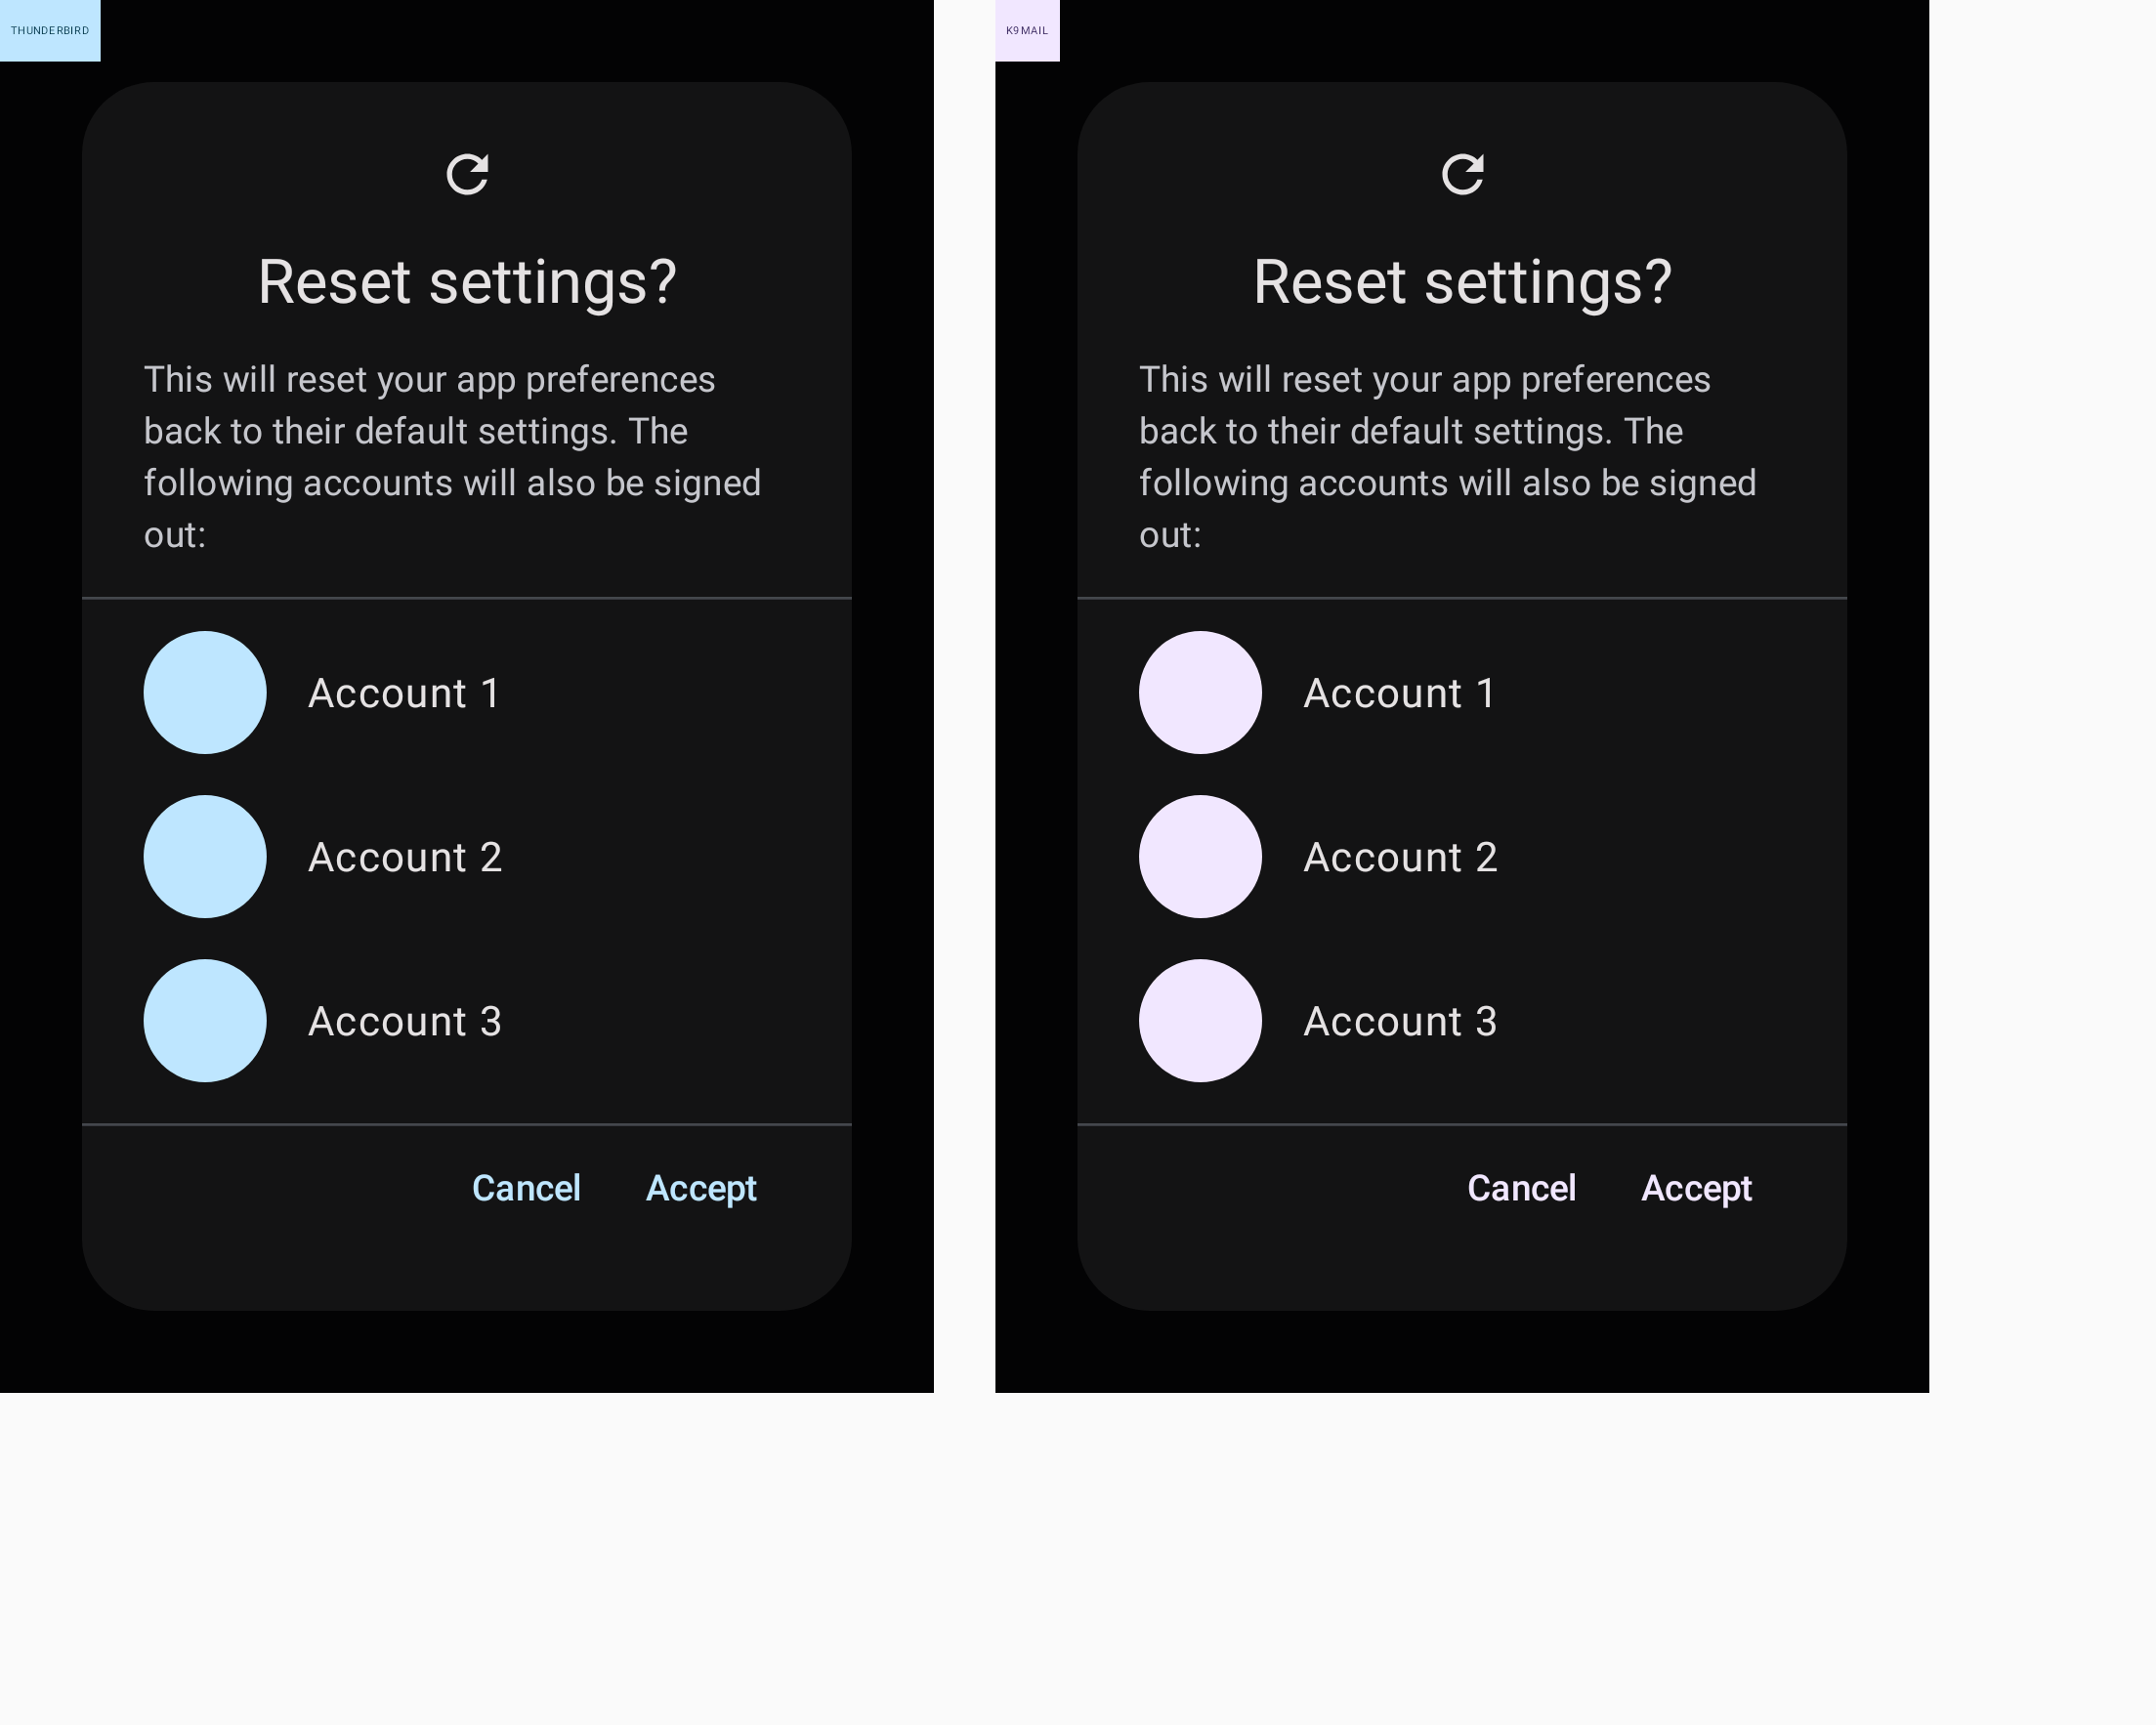 THUNDERBIRD
Reset settings?
This will reset your app preferences
back to their default settings. The
following accounts will also be signed
out:
Account 1
Account 2
Account 3
Cancel Accept
K9MAIL
Reset settings?
This will reset your app preferences
back to their default settings. The
following accounts will also be signed
out:
Account 1
Account 2
Account 3
Cancel Accept